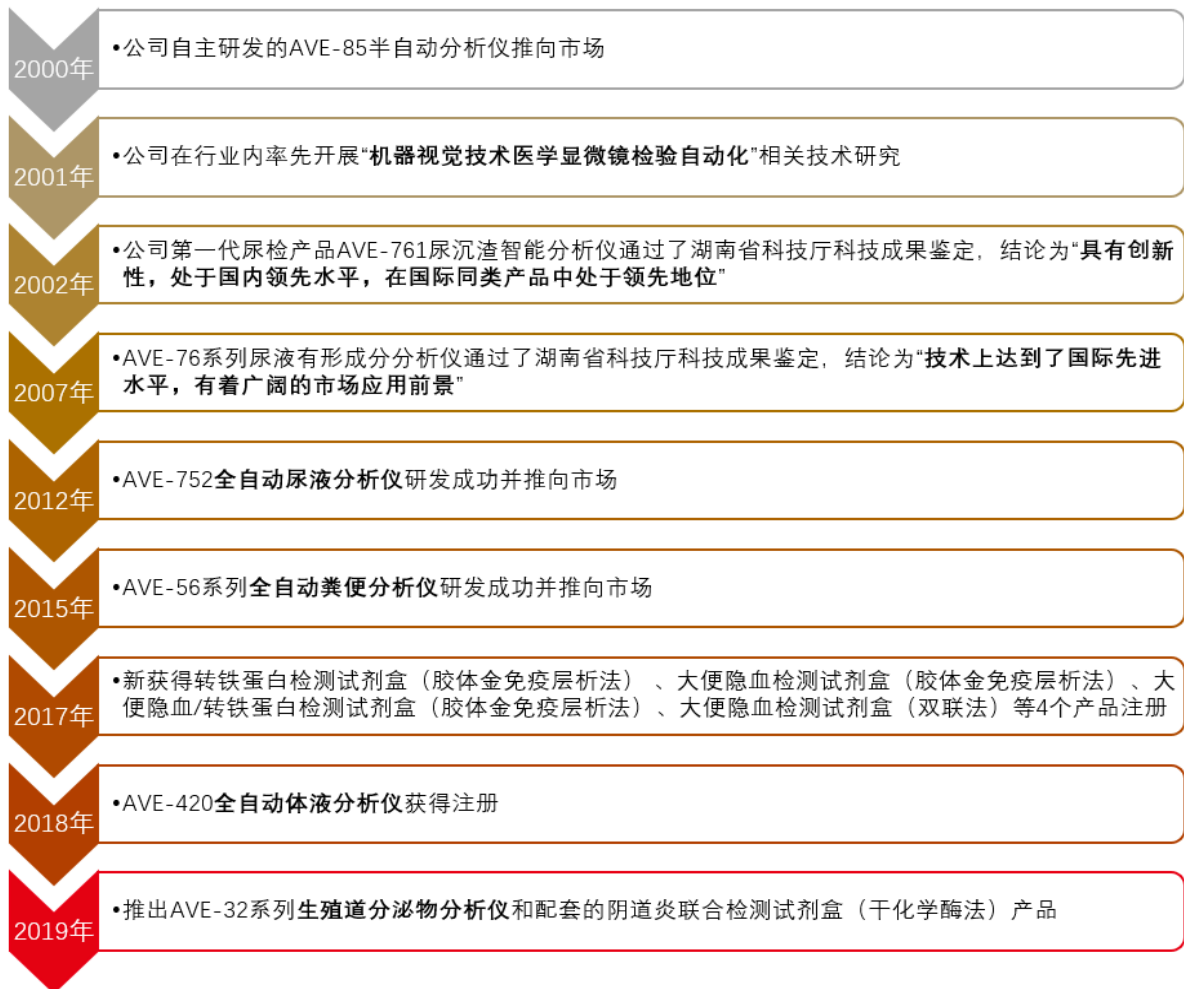 2000年
•公司自主研发的AVE-85半自动分析仪推向市场
2001年
•公司在行业内率先开展“机器视觉技术医学显微镜检验自动化”相关技术研究
2002年
•公司第一代尿检产品AVE-761尿沉渣智能分析仪通过了湖南省科技厅科技成果鉴定，结论为“具有创新
性，处于国内领先水平，在国际同类产品中处于领先地位”
2007年
•AVE-76系列尿液有形成分分析仪通过了湖南省科技厅科技成果鉴定，结论为“技术上达到了国际先进
水平，有着广阔的市场应用前景”
2012年
•AVE-752全自动尿液分析仪研发成功并推向市场
2015年
•AVE-56系列全自动粪便分析仪研发成功并推向市场
2017年
•新获得转铁蛋白检测试剂盒（胶体金免疫层析法） 、大便隐血检测试剂盒（胶体金免疫层析法）、大
便隐血/转铁蛋白检测试剂盒（胶体金免疫层析法）、大便隐血检测试剂盒（双联法）等4个产品注册
2018年
•AVE-420全自动体液分析仪获得注册
2019年
•推出AVE-32系列生殖道分泌物分析仪和配套的阴道炎联合检测试剂盒（干化学酶法）产品